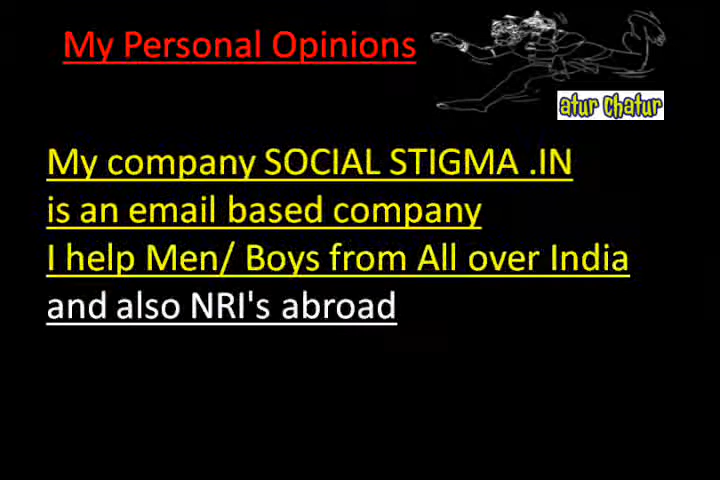 My Personal Opinions
atur chatur
My company SOCIAL STIGMA .IN
is an email based company
I help Men/ Boys from All over India
and also NRI's abroad